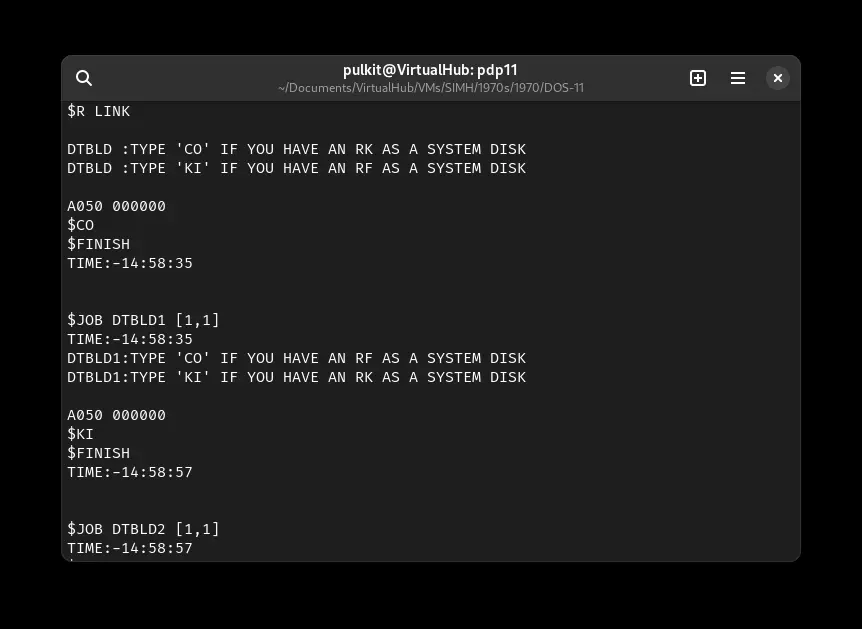 pulkit@VirtualHub: pdp11
~/Documents/VirtualHub/VMs/SIMH/1970s/1970/DOS-11
$R LINK
DTBLD :TYPE 'CO' IF YOU HAVE AN RK AS A SYSTEM DISK
DTBLD :TYPE 'KI' IF YOU HAVE AN RF AS A SYSTEM DISK
A050 000000
$CO
$FINISH
TIME:-14:58:35
$JOB DTBLD1 [1,1]
TIME:-14:58:35
DTBLD1:TYPE 'CO' IF YOU HAVE AN RF AS A SYSTEM DISK
DTBLD1:TYPE 'KI' IF YOU HAVE AN RK AS A SYSTEM DISK
A050 000000
$KI
$FINISH
TIME:-14:58:57
$JOB DTBLD2 [1,1]
TIME:-14:58:57